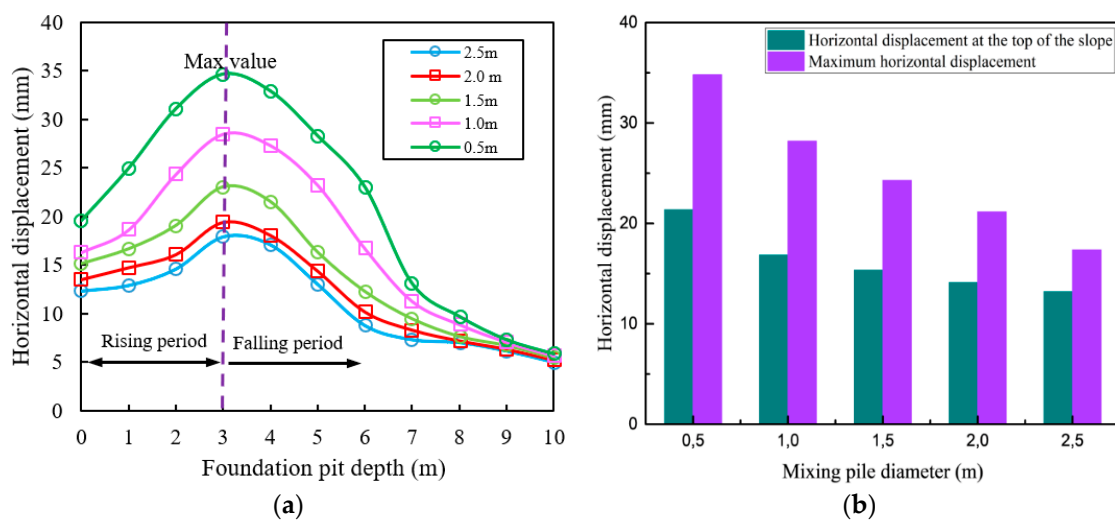 40
35
30
25
20
15
10
5
0
Horizontal displacement (mm)
Max value
2.5m
2.0 m
1.5m
1.0m
0.5m
Rising period
Falling period
0 1 2 3 4 5 6 7 8 9 10
Foundation pit depth (m)
(a)
40
30
20
10
0
Horizontal displacement (mm)
Horizontal displacement at the top of the slope
Maximum horizontal displacement
0,5 1,0 1,5 2,0 2,5
Mixing pile diameter (m)
(b)